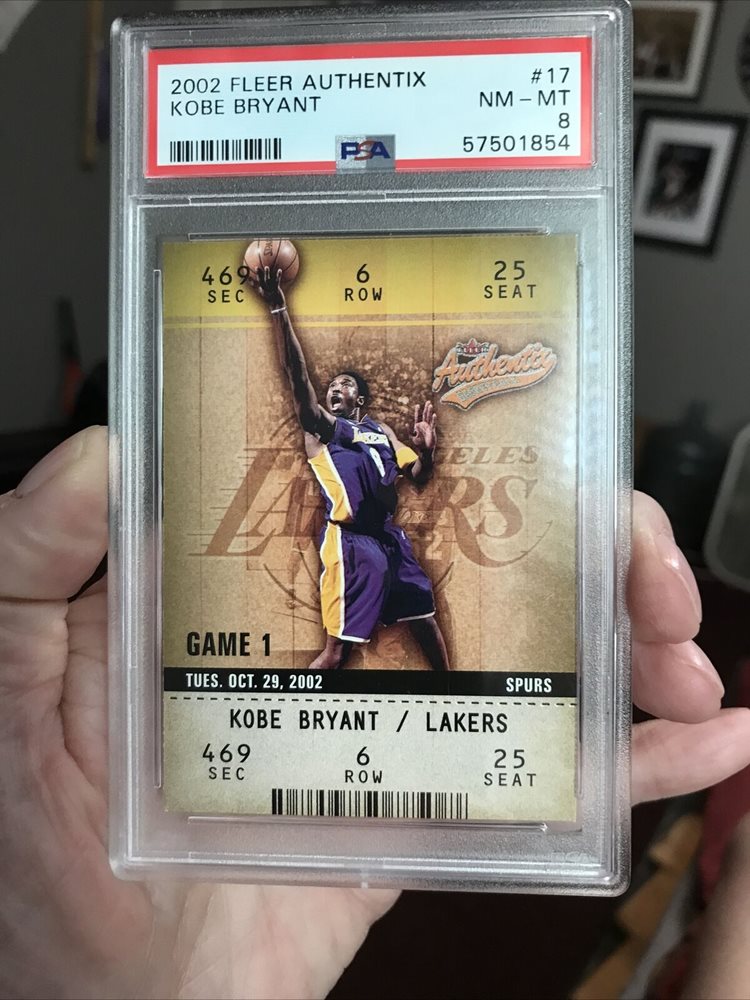 2002 FLEER AUTHENTIX #17
KOBE BRYANT NM - MT
8
PSA 57501854
469 6 25
SEC ROW SEAT
FLEER
Authentix
LOS ANGELES
LAKERS
GAME 1
TUES. OCT. 29, 2002 SPURS
KOBE BRYANT / LAKERS
469 6 25
SEC ROW SEAT